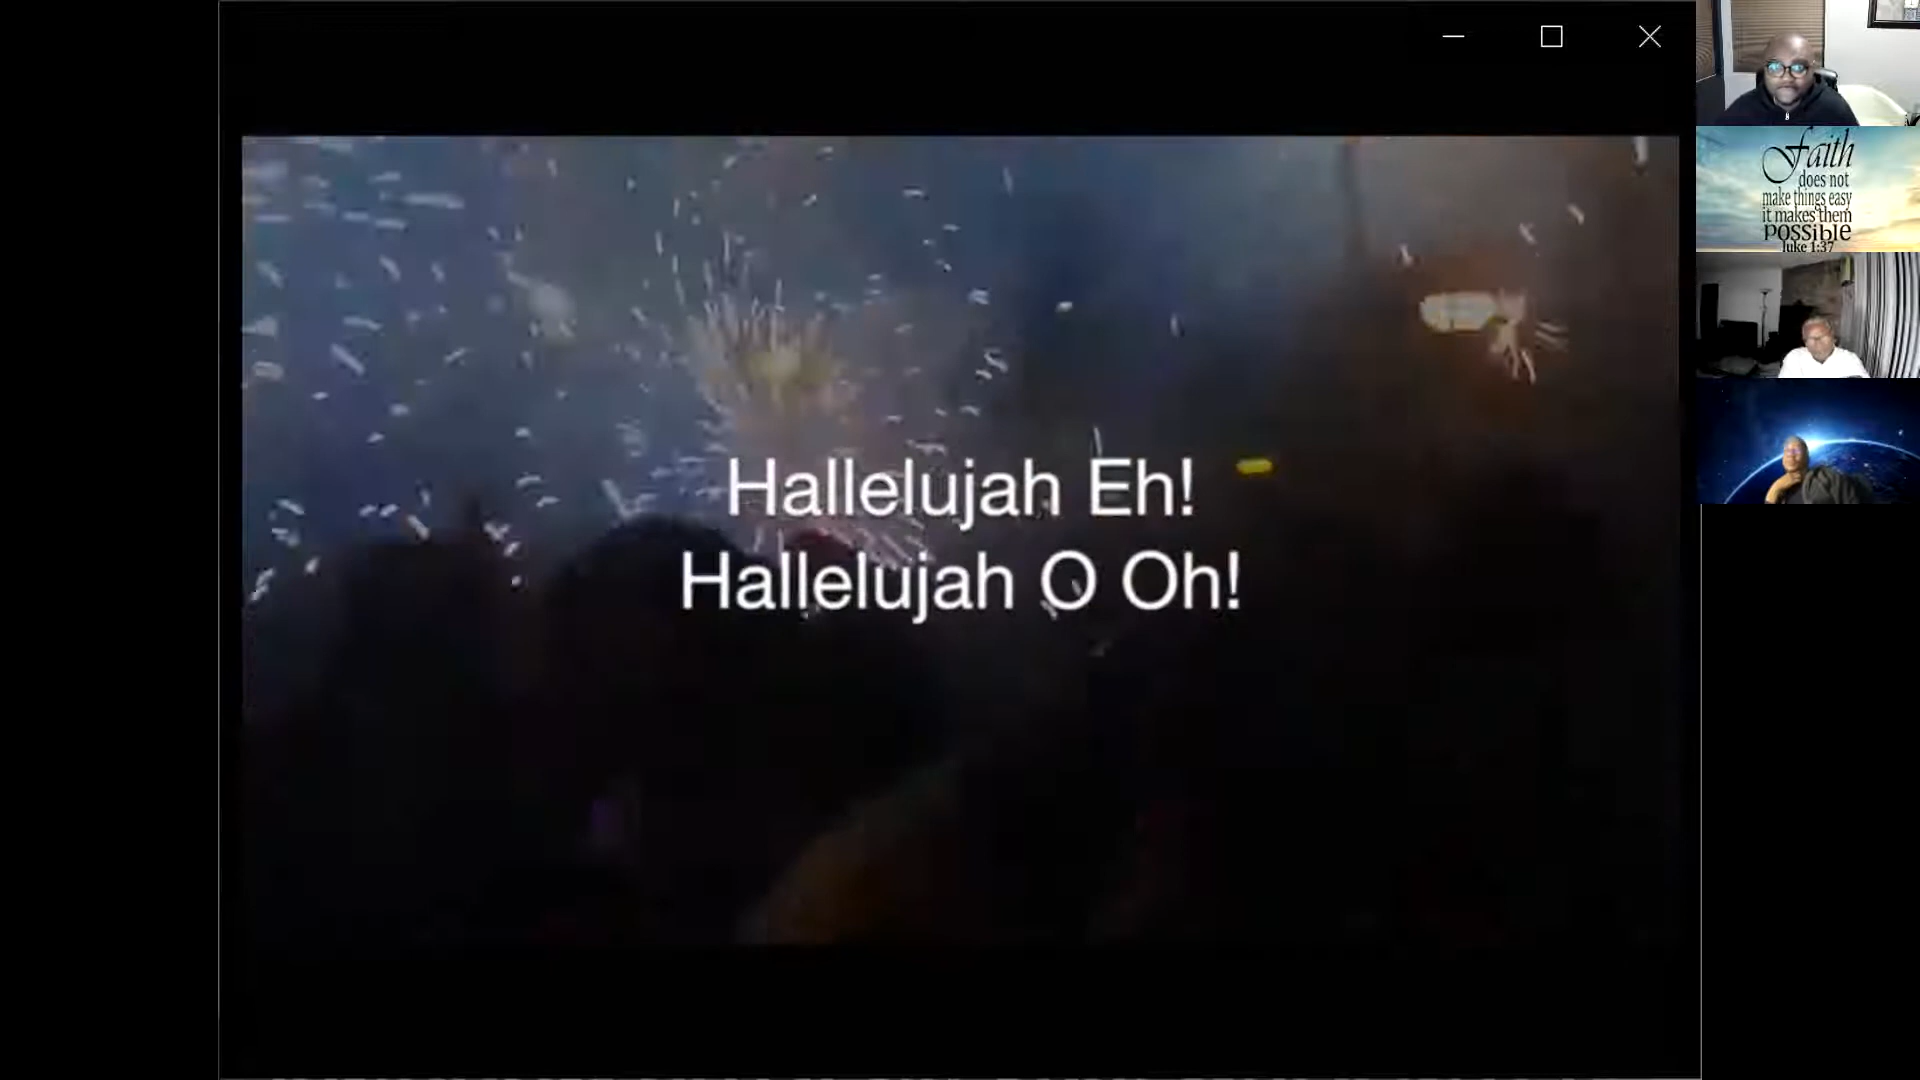 Hallelujah Eh!
Hallelujah O Oh!
Faith
does not
make things easy
it makes them
possible
luke 1:37